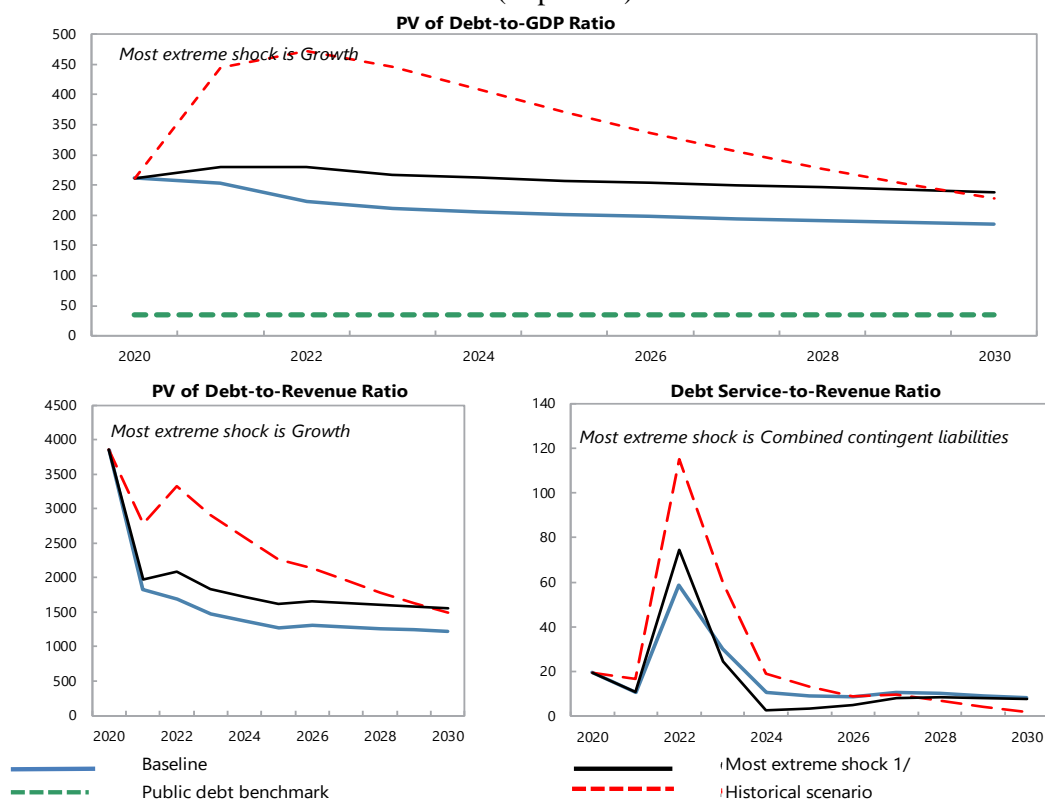 PV of Debt-to-GDP Ratio
Most extreme shock is Growth
500
450
400
350
300
250
200
150
100
50
0
2020 2022 2024 2026 2028 2030
PV of Debt-to-Revenue Ratio
Most extreme shock is Growth
4500
4000
3500
3000
2500
2000
1500
1000
500
0
2020 2022 2024 2026 2028 2030
Debt Service-to-Revenue Ratio
Most extreme shock is Combined contingent liabilities
140
120
100
80
60
40
20
0
2020 2022 2024 2026 2028 2030
Baseline
Public debt benchmark
Most extreme shock 1/
Historical scenario